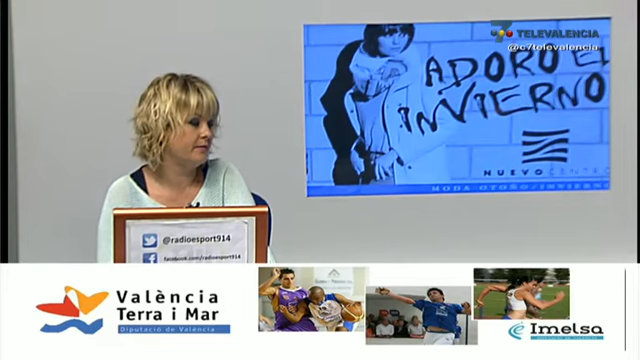 7 TELEVALENCIA
@c7televalencia
ADORO EL
INVIERNO
NUEVO CENTRO
MODA OTOÑO/INVIERNO
@radioesport914
facebook.com/radioesport914
València
Terra i Mar
Diputació de València
Imelsa